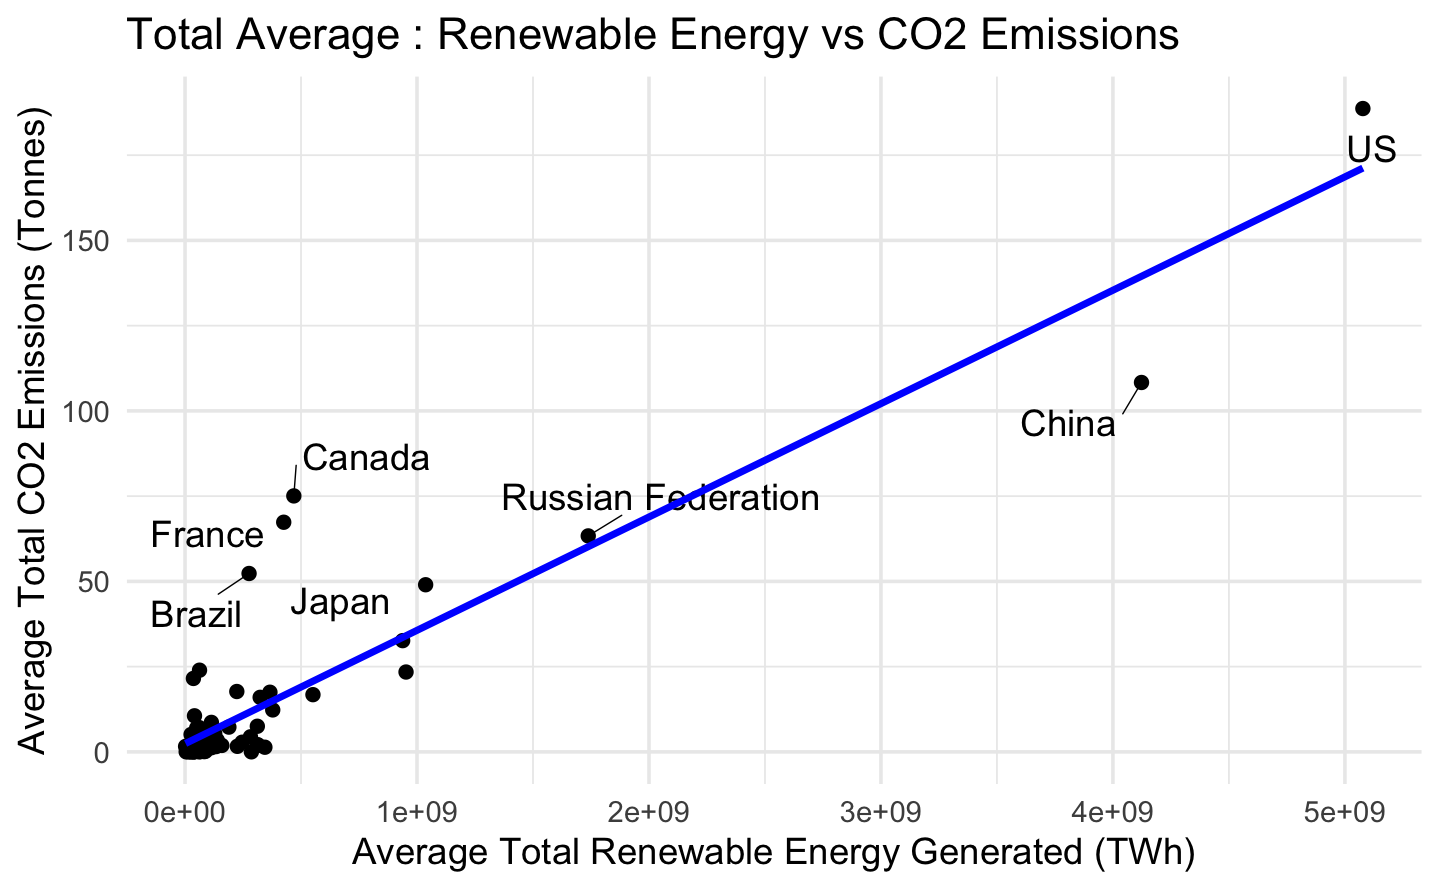 Total Average : Renewable Energy vs CO2 Emissions
Average Total CO2 Emissions (Tonnes)
150
100
50
0
US
China
Canada
Russian Federation
France
Japan
Brazil
0e+00 1e+09 2e+09 3e+09 4e+09 5e+09
Average Total Renewable Energy Generated (TWh)